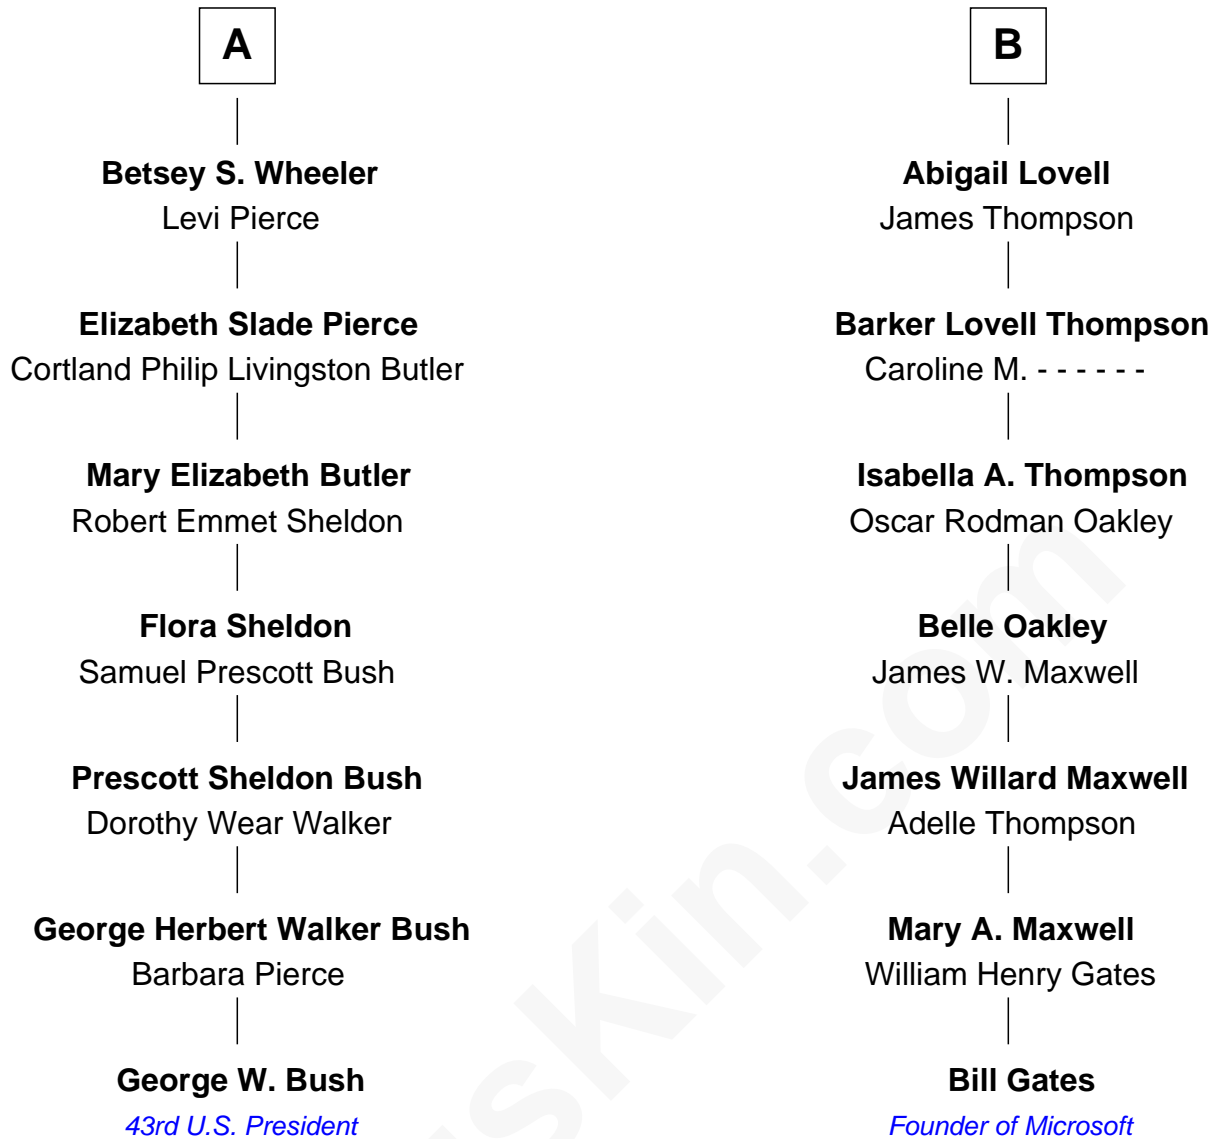 A
B
Betsey S. Wheeler
Levi Pierce
Abigail Lovell
James Thompson
Elizabeth Slade Pierce
Cortland Philip Livingston Butler
Barker Lovell Thompson
Caroline M. - - - - - -
Mary Elizabeth Butler
Robert Emmet Sheldon
Isabella A. Thompson
Oscar Rodman Oakley
Flora Sheldon
Samuel Prescott Bush
Belle Oakley
James W. Maxwell
Prescott Sheldon Bush
Dorothy Wear Walker
James Willard Maxwell
Adelle Thompson
George Herbert Walker Bush
Barbara Pierce
Mary A. Maxwell
William Henry Gates
George W. Bush
43rd U.S. President
Bill Gates
Founder of Microsoft
sKin.com